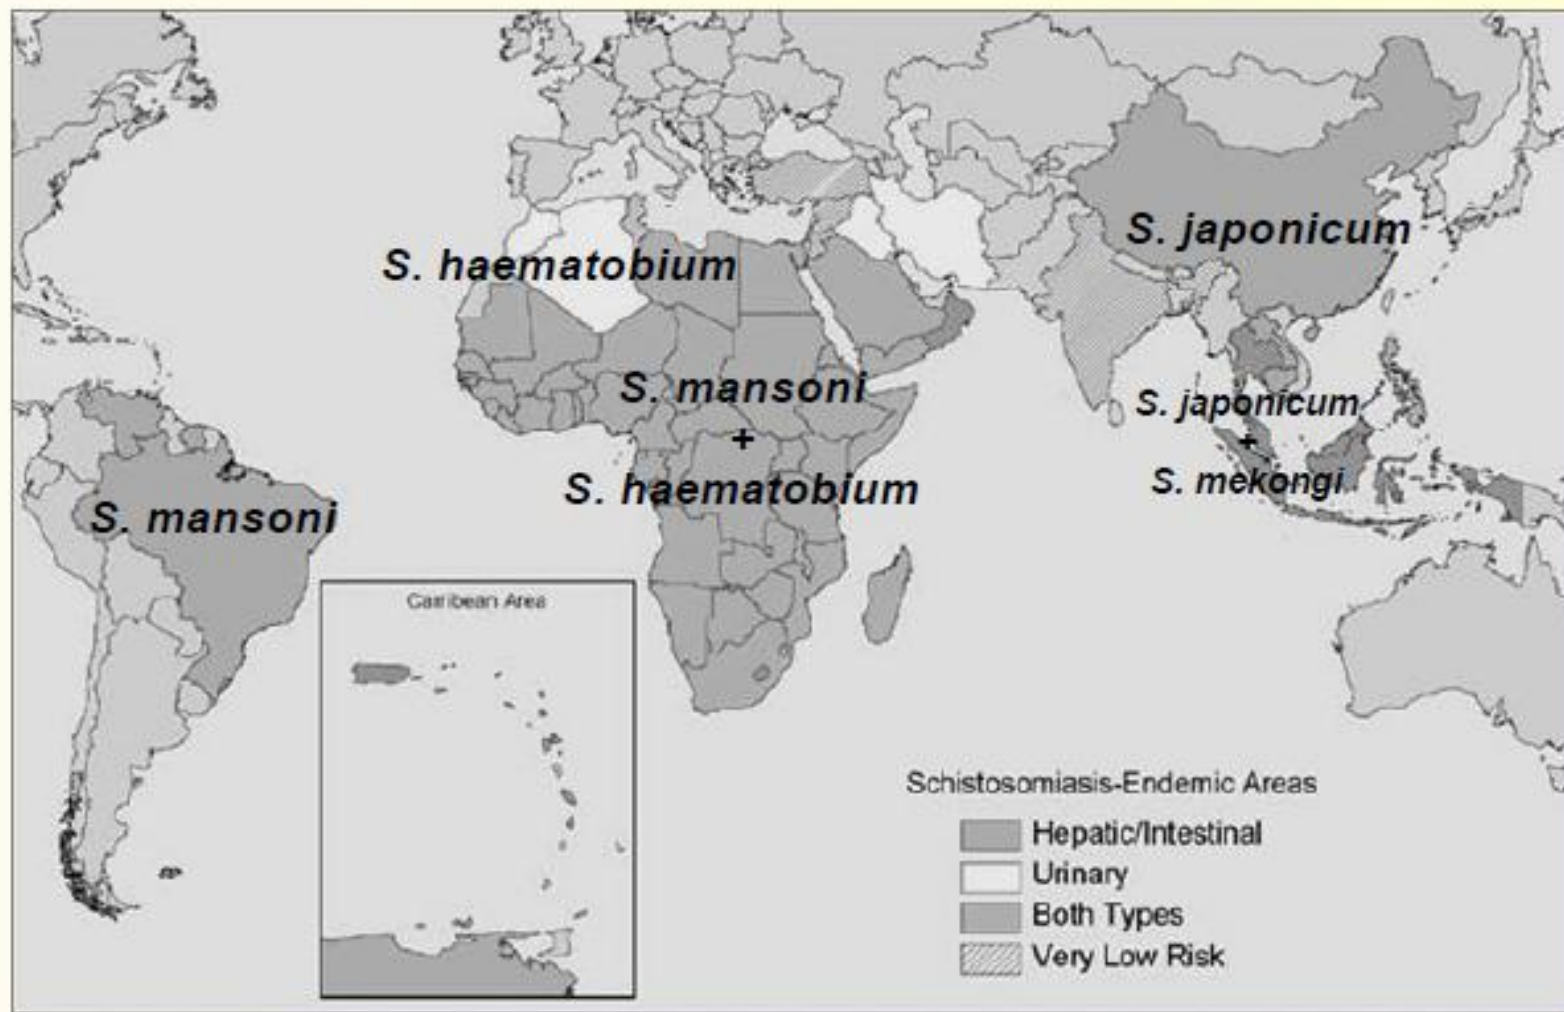 S. japonicum
S. haematobium
S. mansoni
+
S. haematobium
S. japonicum
+
S. mekongi
S. mansoni
Carribean Area
Schistosomiasis-Endemic Areas
Hepatic/Intestinal
Urinary
Both Types
Very Low Risk